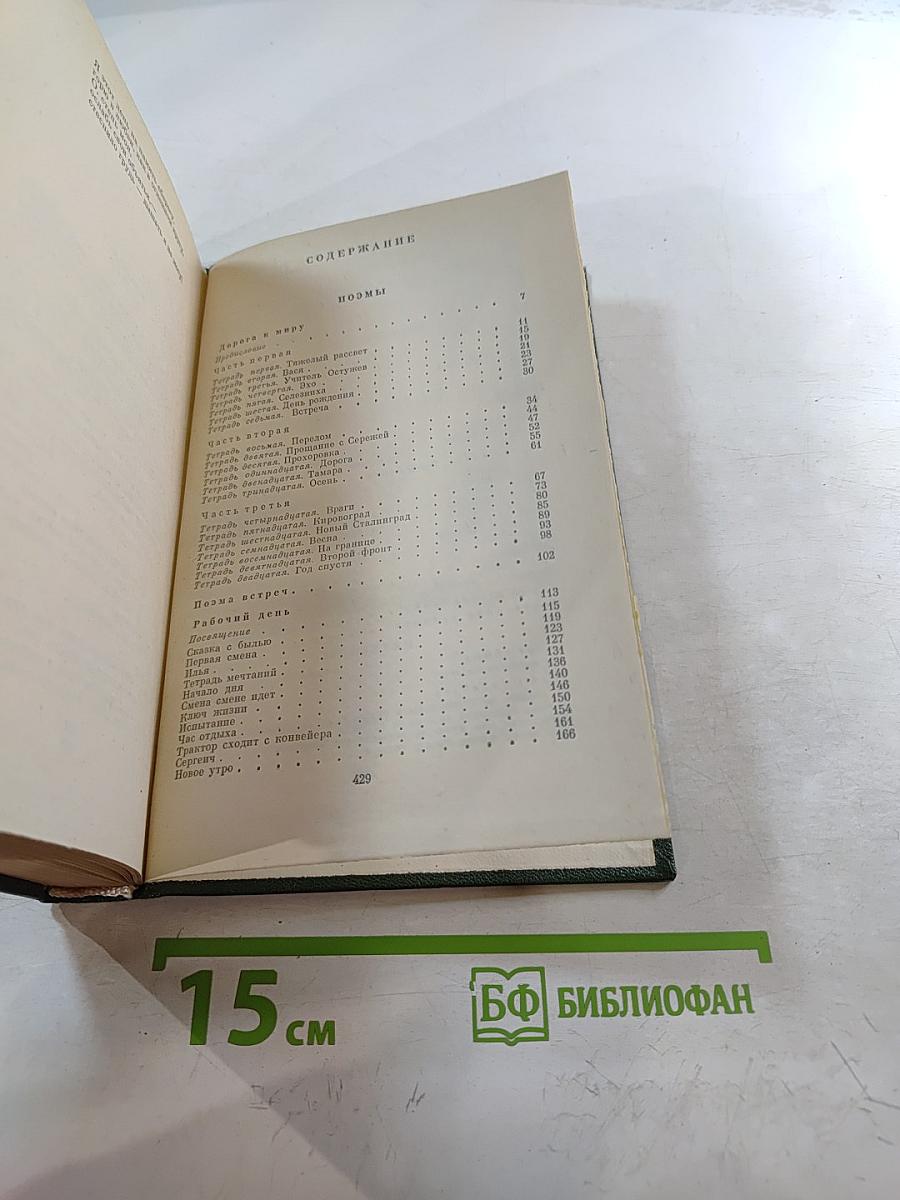 СОДЕРЖАНИЕ
ПОЭМЫ
Дорога к миру
Предисловие 7
Часть первая
Тетрадь первая. Тяжелый рассвет 11
Тетрадь вторая. Вася 15
Тетрадь третья. Учитель Остужев 19
Тетрадь четвертая. Эхо 21
Тетрадь пятая. Селезниха 23
Тетрадь шестая. День рождения 27
Тетрадь седьмая. Встреча 30
Часть вторая
Тетрадь восьмая. Перелом 34
Тетрадь девятая. Прощание с Сережей 44
Тетрадь десятая. Прохоровка 47
Тетрадь одиннадцатая. Дорога 52
Тетрадь двенадцатая. Тамара 55
Тетрадь тринадцатая. Осень 61
Часть третья
Тетрадь четырнадцатая. Враги 67
Тетрадь пятнадцатая. Кировоград 73
Тетрадь шестнадцатая. Новый Сталинград 80
Тетрадь семнадцатая. Весна 85
Тетрадь восемнадцатая. На границе 89
Тетрадь девятнадцатая. Второй фронт 93
Тетрадь двадцатая. Год спустя 98
Поэма встреч 102
Рабочий день
Посвящение 113
Сказка с былью 115
Первая смена 119
Илья 123
Тетрадь мечтаний 127
Начало дня 131
Смена смене идет 136
Ключ жизни 140
Испытание 146
Час отдыха 150
Трактор сходит с конвейера 154
Сергеич 161
Новое утро 166
429
15 см
БФ БИБЛИОФАН